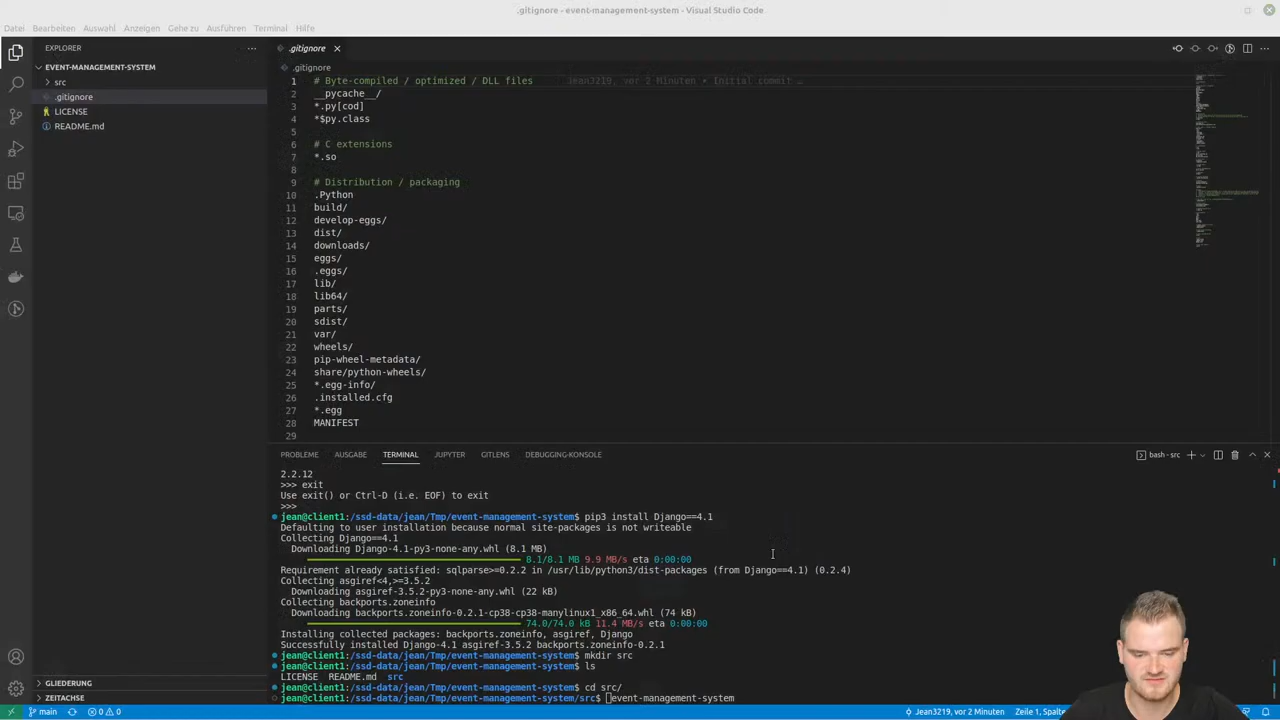 .gitignore - event-management-system - Visual Studio Code
Datei Bearbeiten Auswahl Anzeigen Gehe zu Ausführen Terminal Hilfe
EXPLORER
.gitignore
EVENT-MANAGEMENT-SYSTEM
src
.gitignore
LICENSE
README.md
GLIEDERUNG
ZEITACHSE
.gitignore
1 # Byte-compiled / optimized / DLL files Jean3219, vor 2 Minuten • Initial commit …
2 __pycache__/
3 *.py[cod]
4 *$py.class
5
6 # C extensions
7 *.so
8
9 # Distribution / packaging
10 .Python
11 build/
12 develop-eggs/
13 dist/
14 downloads/
15 eggs/
16 .eggs/
17 lib/
18 lib64/
19 parts/
20 sdist/
21 var/
22 wheels/
23 pip-wheel-metadata/
24 share/python-wheels/
25 *.egg-info/
26 .installed.cfg
27 *.egg
28 MANIFEST
29
PROBLEME AUSGABE TERMINAL JUPYTER GITLENS DEBUGGING-KONSOLE
bash - src
2.2.12
>>> exit
Use exit() or Ctrl-D (i.e. EOF) to exit
>>>
jean@client1:/ssd-data/jean/Tmp/event-management-system$ pip3 install Django==4.1
Defaulting to user installation because normal site-packages is not writeable
Collecting Django==4.1
Downloading Django-4.1-py3-none-any.whl (8.1 MB)
8.1/8.1 MB 9.9 MB/s eta 0:00:00
Requirement already satisfied: sqlparse>=0.2.2 in /usr/lib/python3/dist-packages (from Django==4.1) (0.2.4)
Collecting asgiref<4,>=3.5.2
Downloading asgiref-3.5.2-py3-none-any.whl (22 kB)
Collecting backports.zoneinfo
Downloading backports.zoneinfo-0.2.1-cp38-cp38-manylinux1_x86_64.whl (74 kB)
74.0/74.0 kB 11.4 MB/s eta 0:00:00
Installing collected packages: backports.zoneinfo, asgiref, Django
Successfully installed Django-4.1 asgiref-3.5.2 backports.zoneinfo-0.2.1
jean@client1:/ssd-data/jean/Tmp/event-management-system$ mkdir src
jean@client1:/ssd-data/jean/Tmp/event-management-system$ ls
LICENSE README.md src
jean@client1:/ssd-data/jean/Tmp/event-management-system$ cd src/
jean@client1:/ssd-data/jean/Tmp/event-management-system/src$ event-management-system
main 0 0 Jean3219, vor 2 Minuten Zeile 1,